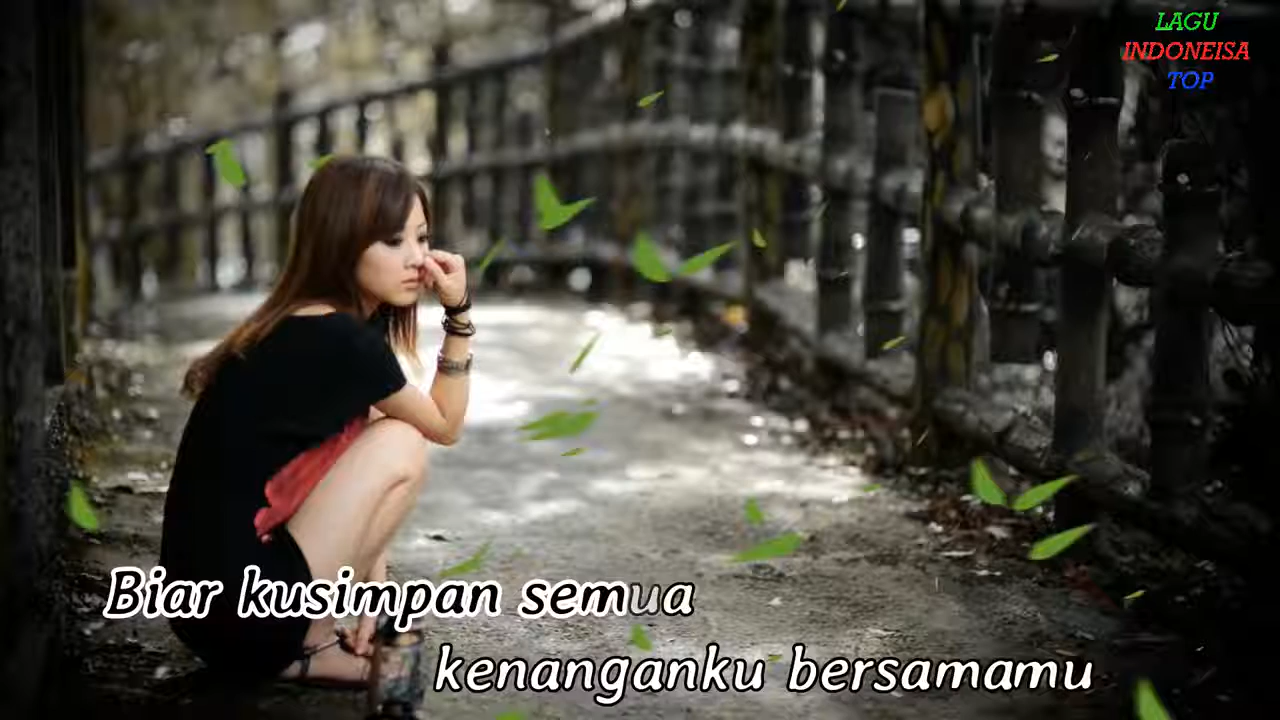 LAGU
INDONEISA
TOP
Biar kusimpan semua
kenanganku bersamamu